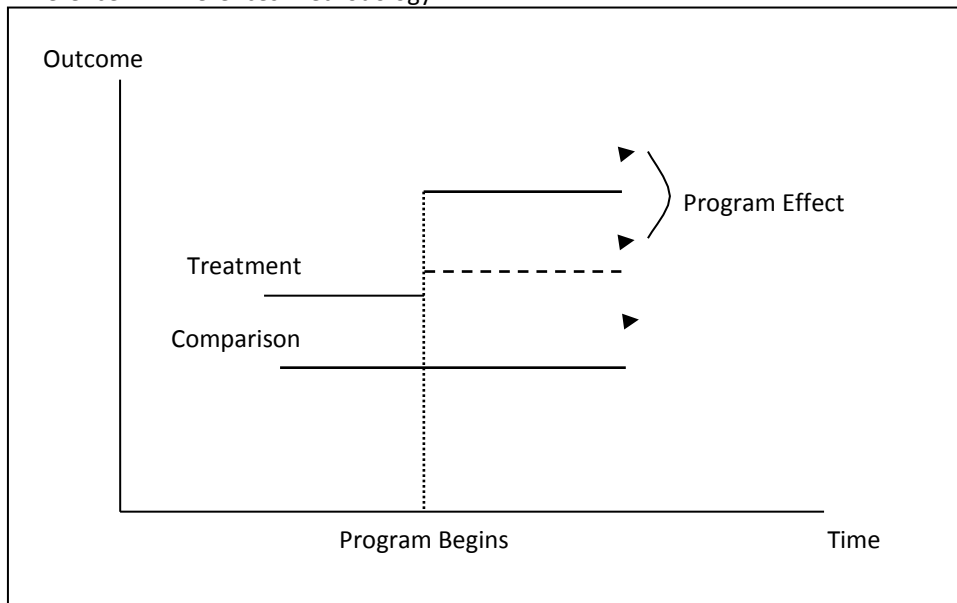 Outcome
Program Effect
Treatment
Comparison
Program Begins
Time